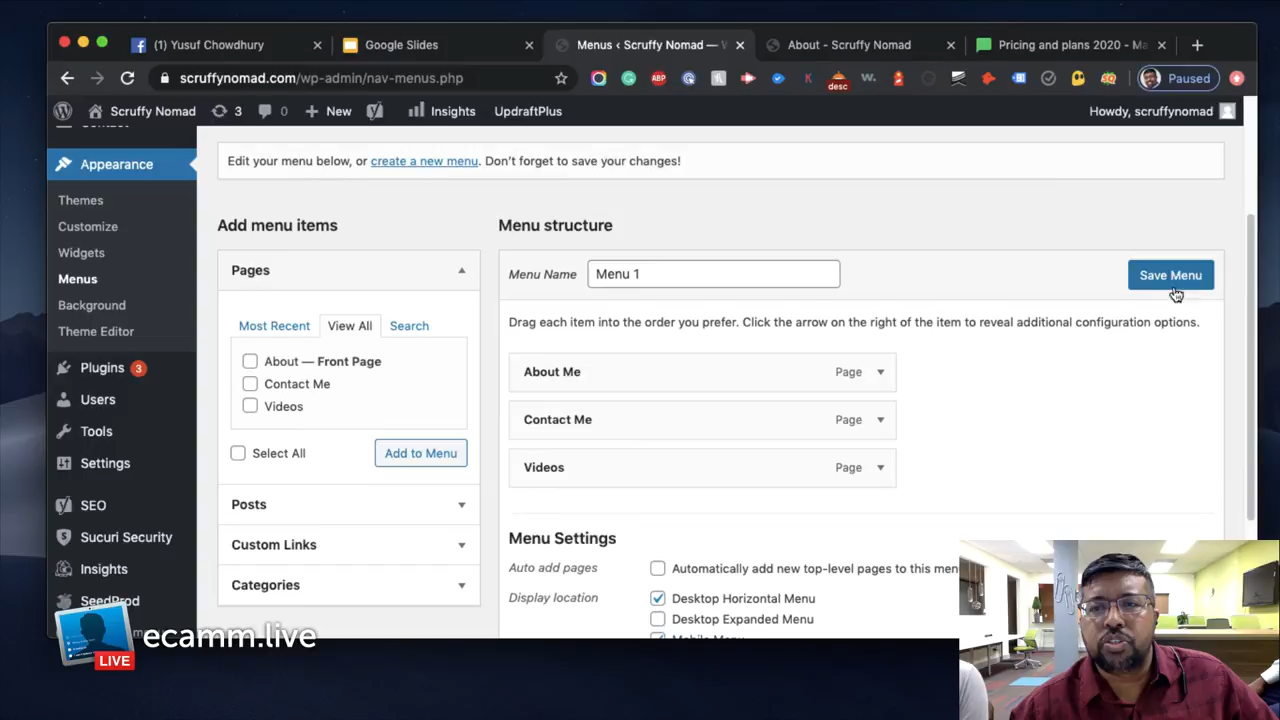 (1) Yusuf Chowdhury
Google Slides
Menus ‹ Scruffy Nomad —
About - Scruffy Nomad
Pricing and plans 2020 - Ma
scruffynomad.com/wp-admin/nav-menus.php
ABP
K
w.
desc
Paused
Scruffy Nomad
3
0
New
Insights
UpdraftPlus
Howdy, scruffynomad
Appearance
Themes
Customize
Widgets
Menus
Background
Theme Editor
Plugins 3
Users
Tools
Settings
SEO
Sucuri Security
Insights
SeedProd
Edit your menu below, or create a new menu. Don't forget to save your changes!
Add menu items
Pages
Most Recent
View All
Search
About — Front Page
Contact Me
Videos
Select All
Add to Menu
Posts
Custom Links
Categories
Menu structure
Menu Name
Menu 1
Save Menu
Drag each item into the order you prefer. Click the arrow on the right of the item to reveal additional configuration options.
About Me
Page
Contact Me
Page
Videos
Page
Menu Settings
Auto add pages
Automatically add new top-level pages to this men
Display location
Desktop Horizontal Menu
Desktop Expanded Menu
ecamm.live
LIVE